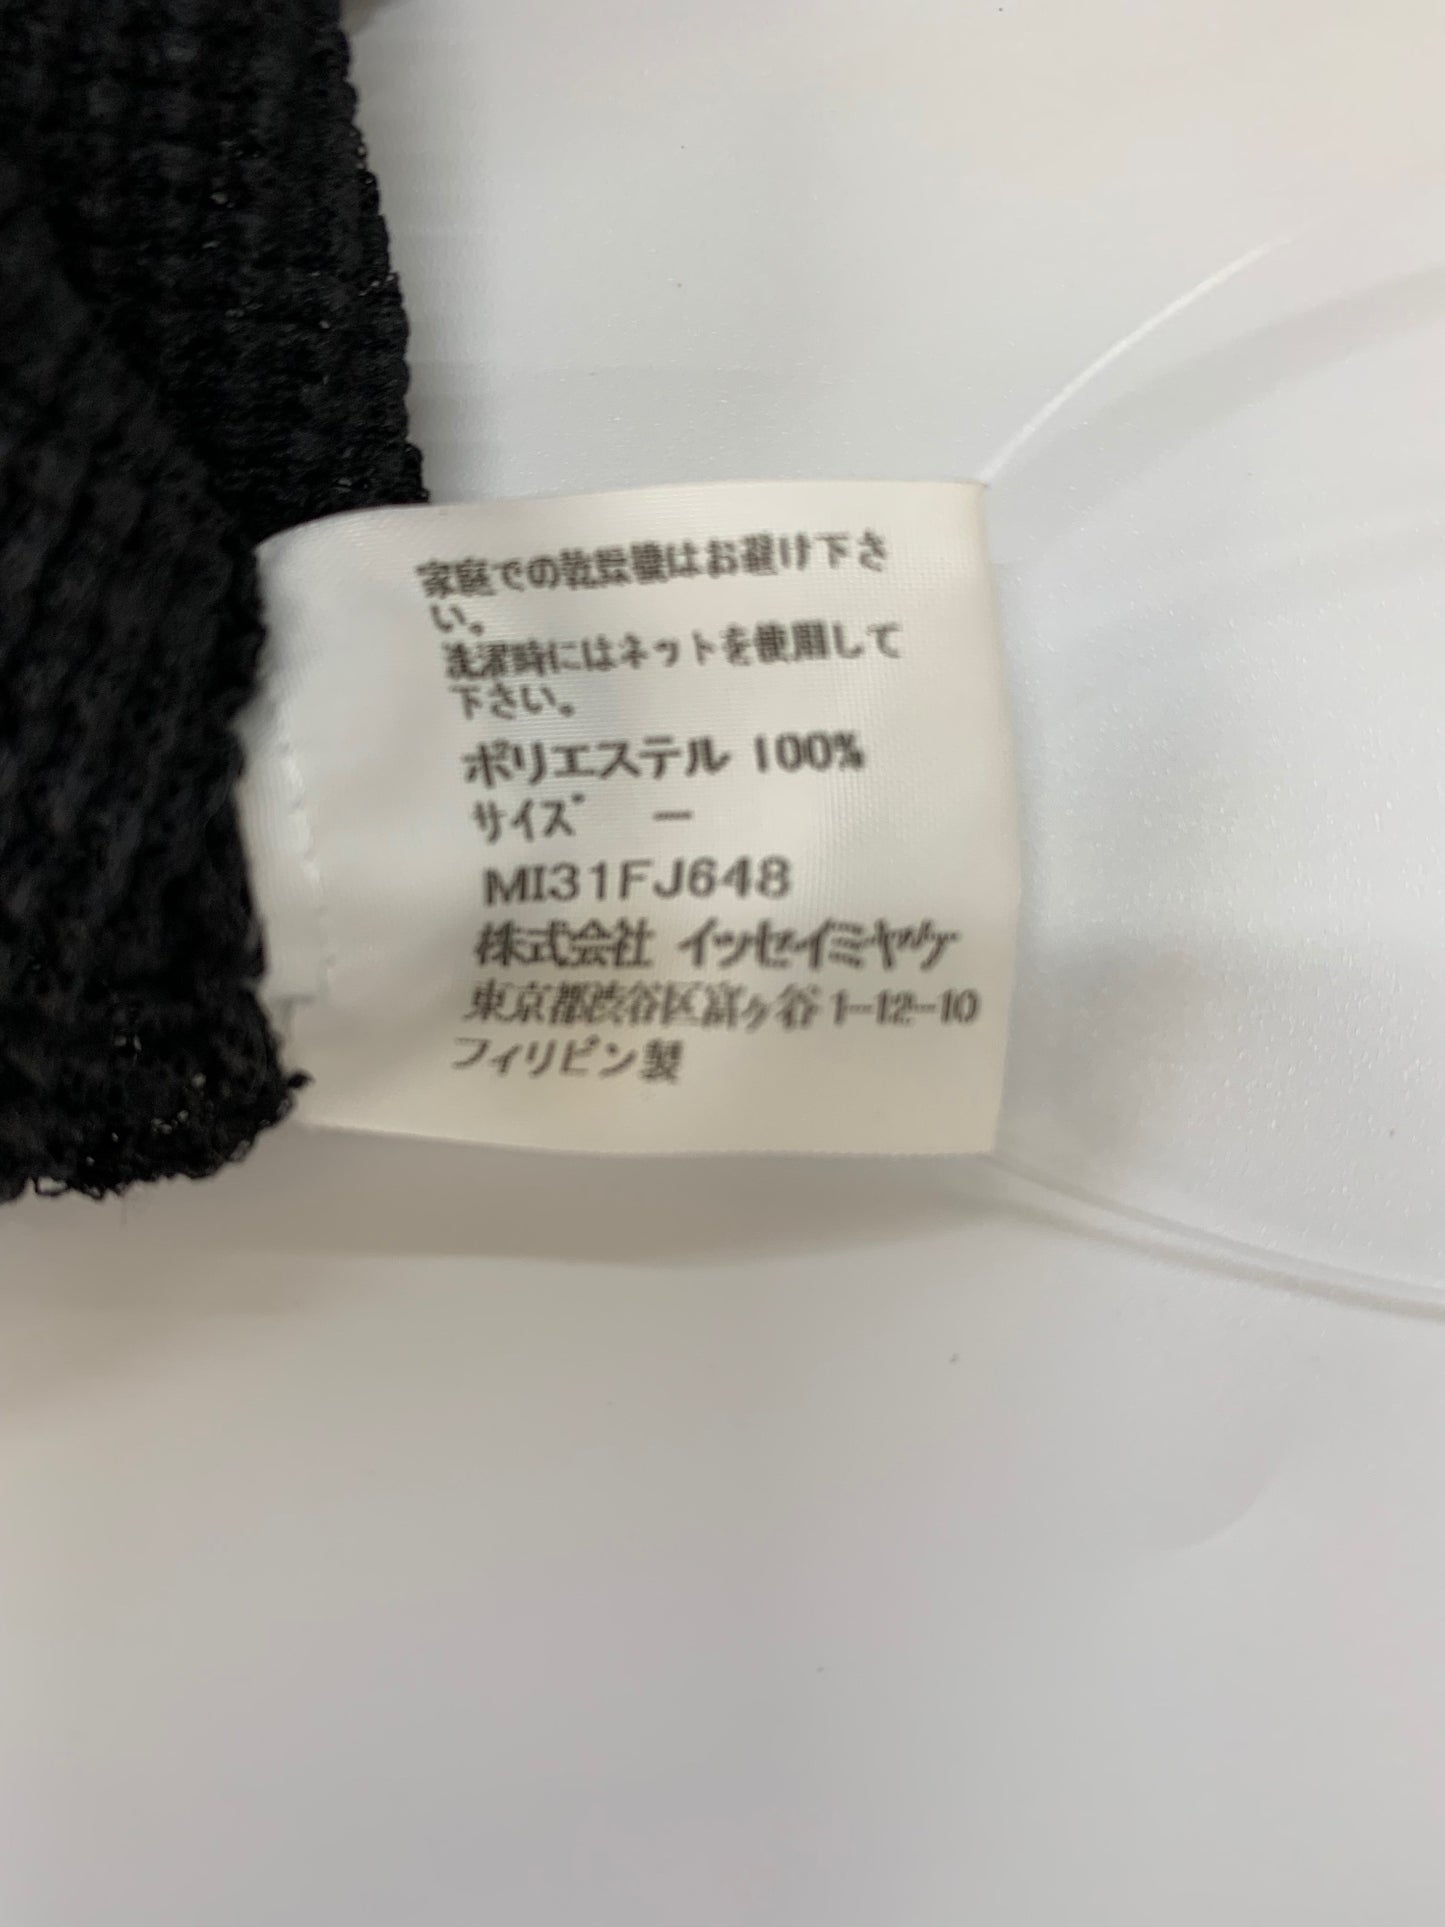 家庭での乾燥機はお避け下さ
い。
洗濯時にはネットを使用して
下さい。
ポリエステル 100%
サイズ ー
MI31FJ648
株式会社 イッセイミヤケ
東京都渋谷区富ヶ谷 1-12-10
フィリピン製